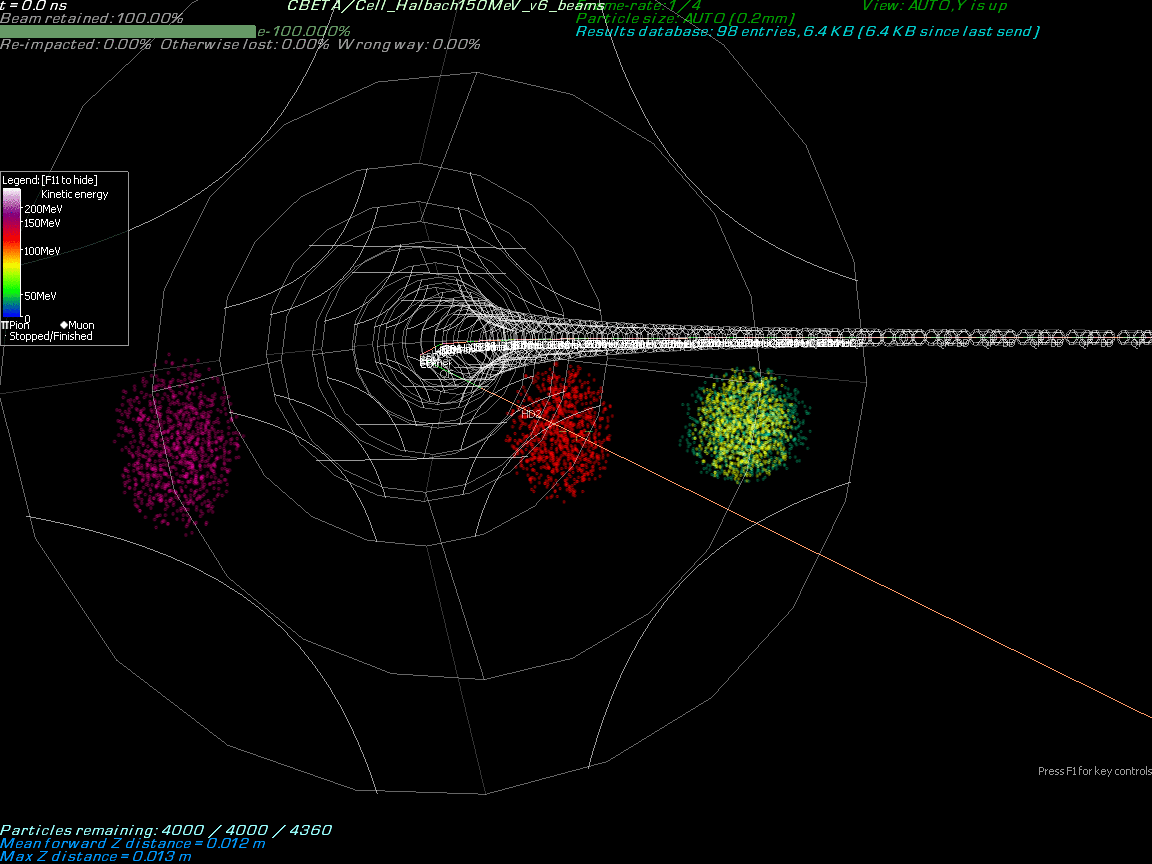 t = 0.0 ns
CBETA/Cell_Halbach150MeV_v6_beams
View: AUTO, Y is up
Beam retained: 100.00%
Particle size: AUTO (0.2mm)
e- 100.000%
Results database: 98 entries, 6.4 KB (6.4 KB since last send)
Re-impacted: 0.00% Otherwise lost: 0.00% Wrong way: 0.00%
Legend: [F11 to hide]
Kinetic energy
200MeV
150MeV
100MeV
50MeV
0
Pion
Muon
Stopped/Finished
HD2
Press F1 for key controls
Particles remaining: 4000 / 4000 / 4360
Mean forward Z distance = 0.012 m
Max Z distance = 0.013 m